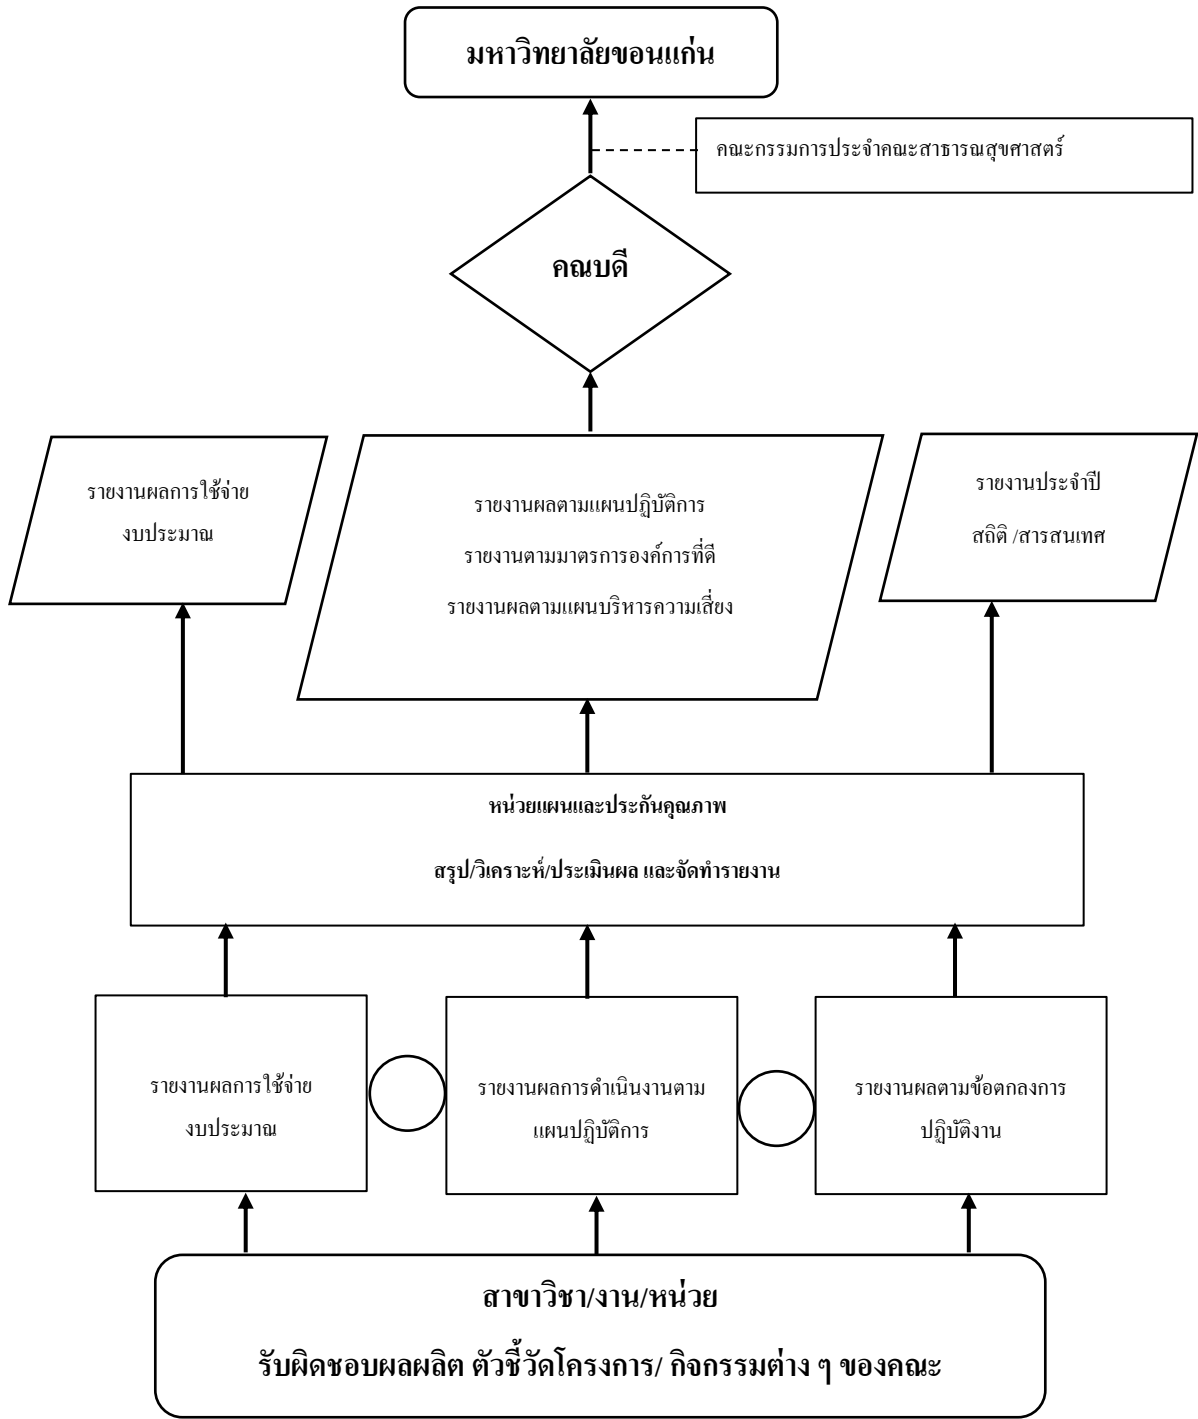 มหาวิทยาลัยขอนแก่น
คณะกรรมการประจำคณะสาธารณสุขศาสตร์
คณบดี
รายงานผลการใช้จ่าย
งบประมาณ
รายงานผลตามแผนปฏิบัติการ
รายงานตามมาตรการองค์การที่ดี
รายงานผลตามแผนบริหารความเสี่ยง
รายงานประจำปี
สถิติ /สารสนเทศ
หน่วยแผนและประกันคุณภาพ
สรุป/วิเคราะห์/ประเมินผล และจัดทำรายงาน
รายงานผลการใช้จ่าย
งบประมาณ
รายงานผลการดำเนินงานตาม
แผนปฏิบัติการ
รายงานผลตามข้อตกลงการ
ปฏิบัติงาน
สาขาวิชา/งาน/หน่วย
รับผิดชอบผลผลิต ตัวชี้วัดโครงการ/ กิจกรรมต่าง ๆ ของคณะ